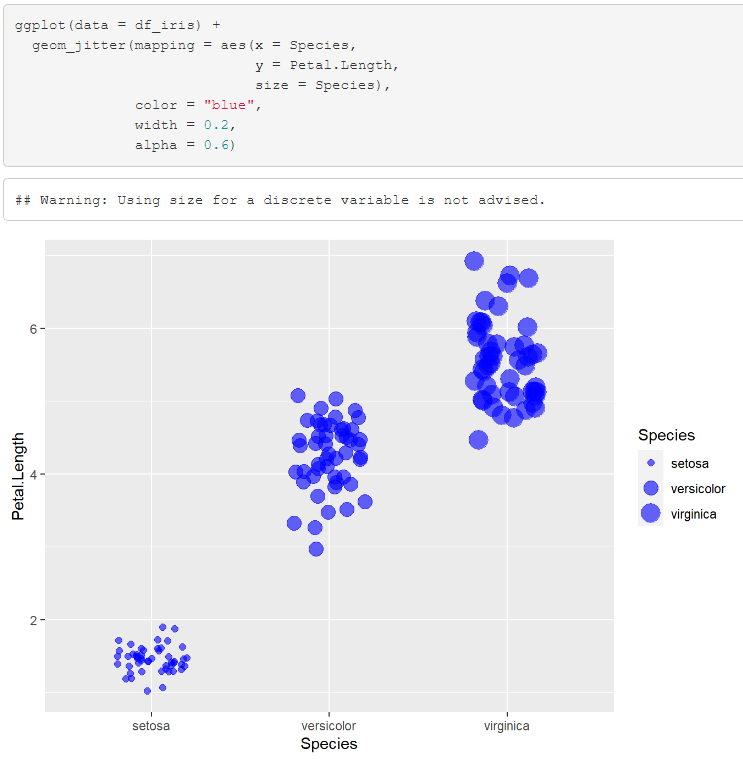 ggplot(data = df_iris) +
  geom_jitter(mapping = aes(x = Species,
                            y = Petal.Length,
                            size = Species),
              color = "blue",
              width = 0.2,
              alpha = 0.6)
## Warning: Using size for a discrete variable is not advised.
6
4
2
Petal.Length
setosa versicolor virginica
Species
Species
setosa
versicolor
virginica